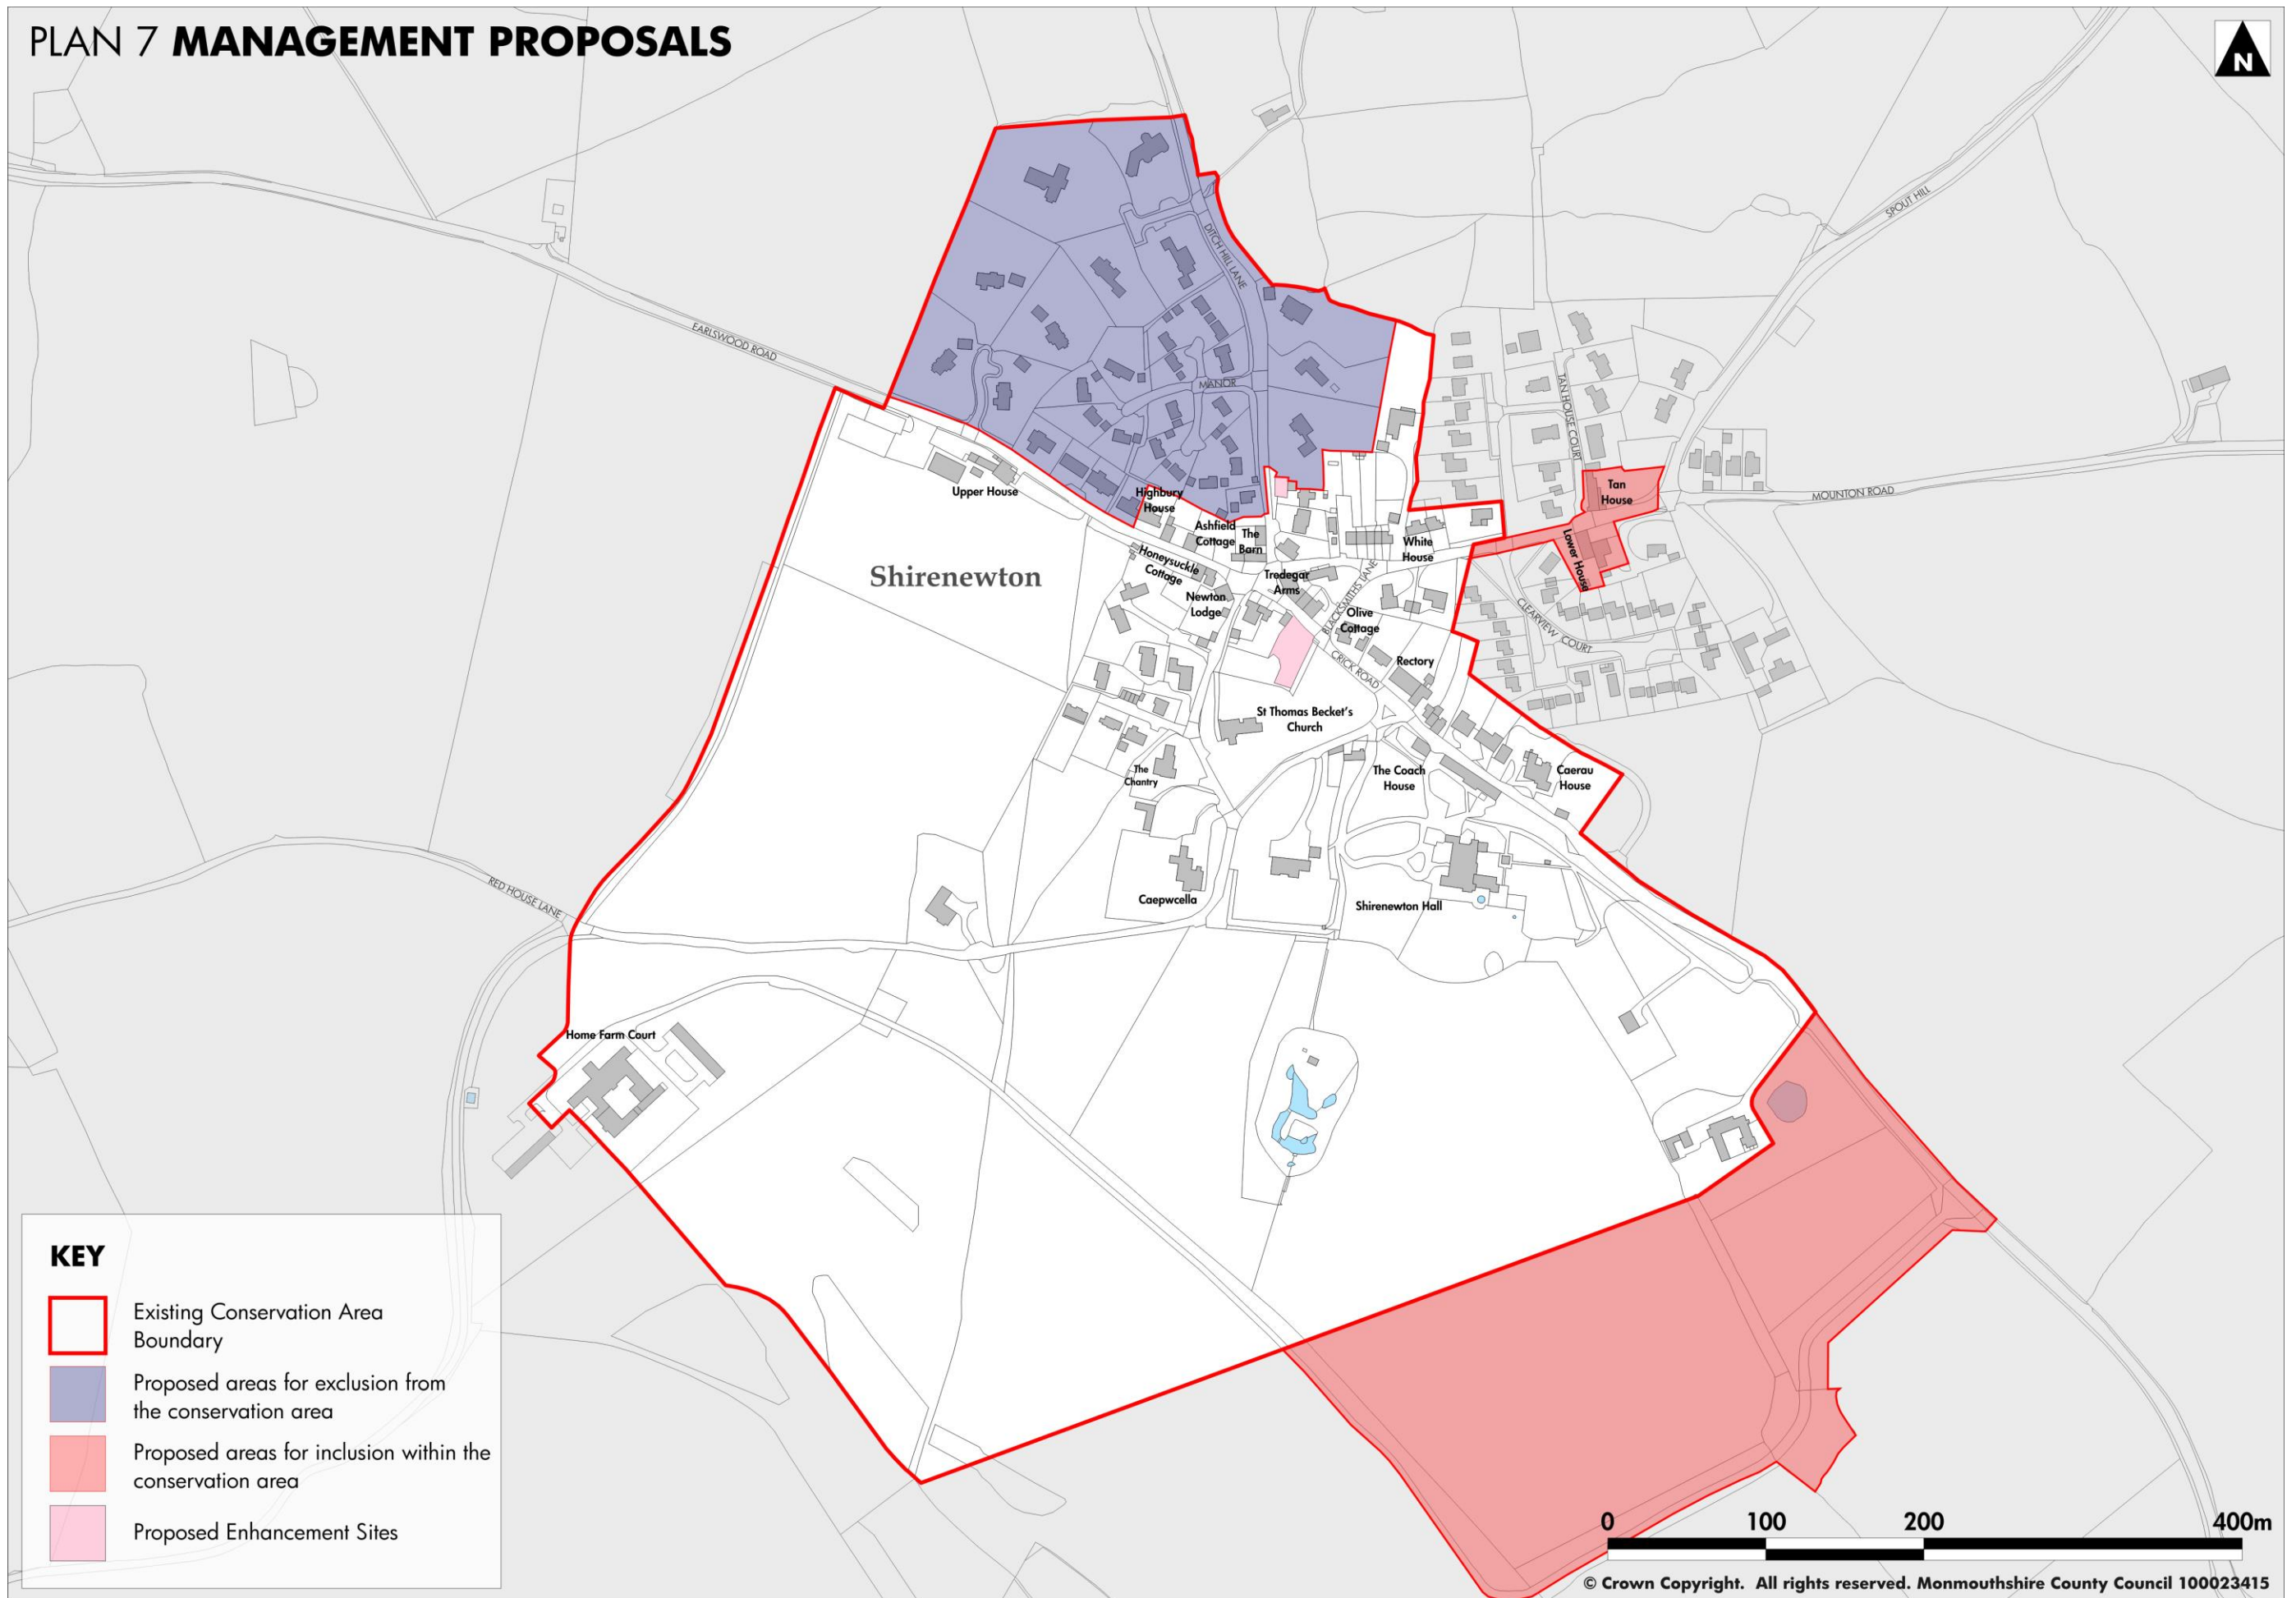 PLAN 7 MANAGEMENT PROPOSALS
N
SPOUT HILL
DITCH HILL LANE
EARLSWOOD ROAD
MANOR
TANHOUSE COURT
Upper House
Highbury
House
Tan
House
MOUNTON ROAD
Ashfield
Cottage
The
Barn
White
House
Lower House
Honeysuckle
Cottage
Shirenewton
Tredegar
Arms
BLACKSMITHS LANE
Newton
Lodge
Olive
Cottage
CLEARVIEW COURT
CRICK ROAD
Rectory
St Thomas Becket's
Church
The
Chantry
The Coach
House
Caerau
House
RED HOUSE LANE
Caepwcella
Shirenewton Hall
Home Farm Court
KEY
Existing Conservation Area
Boundary
Proposed areas for exclusion from
the conservation area
Proposed areas for inclusion within the
conservation area
Proposed Enhancement Sites
0 100 200 400m
© Crown Copyright. All rights reserved. Monmouthshire County Council 100023415